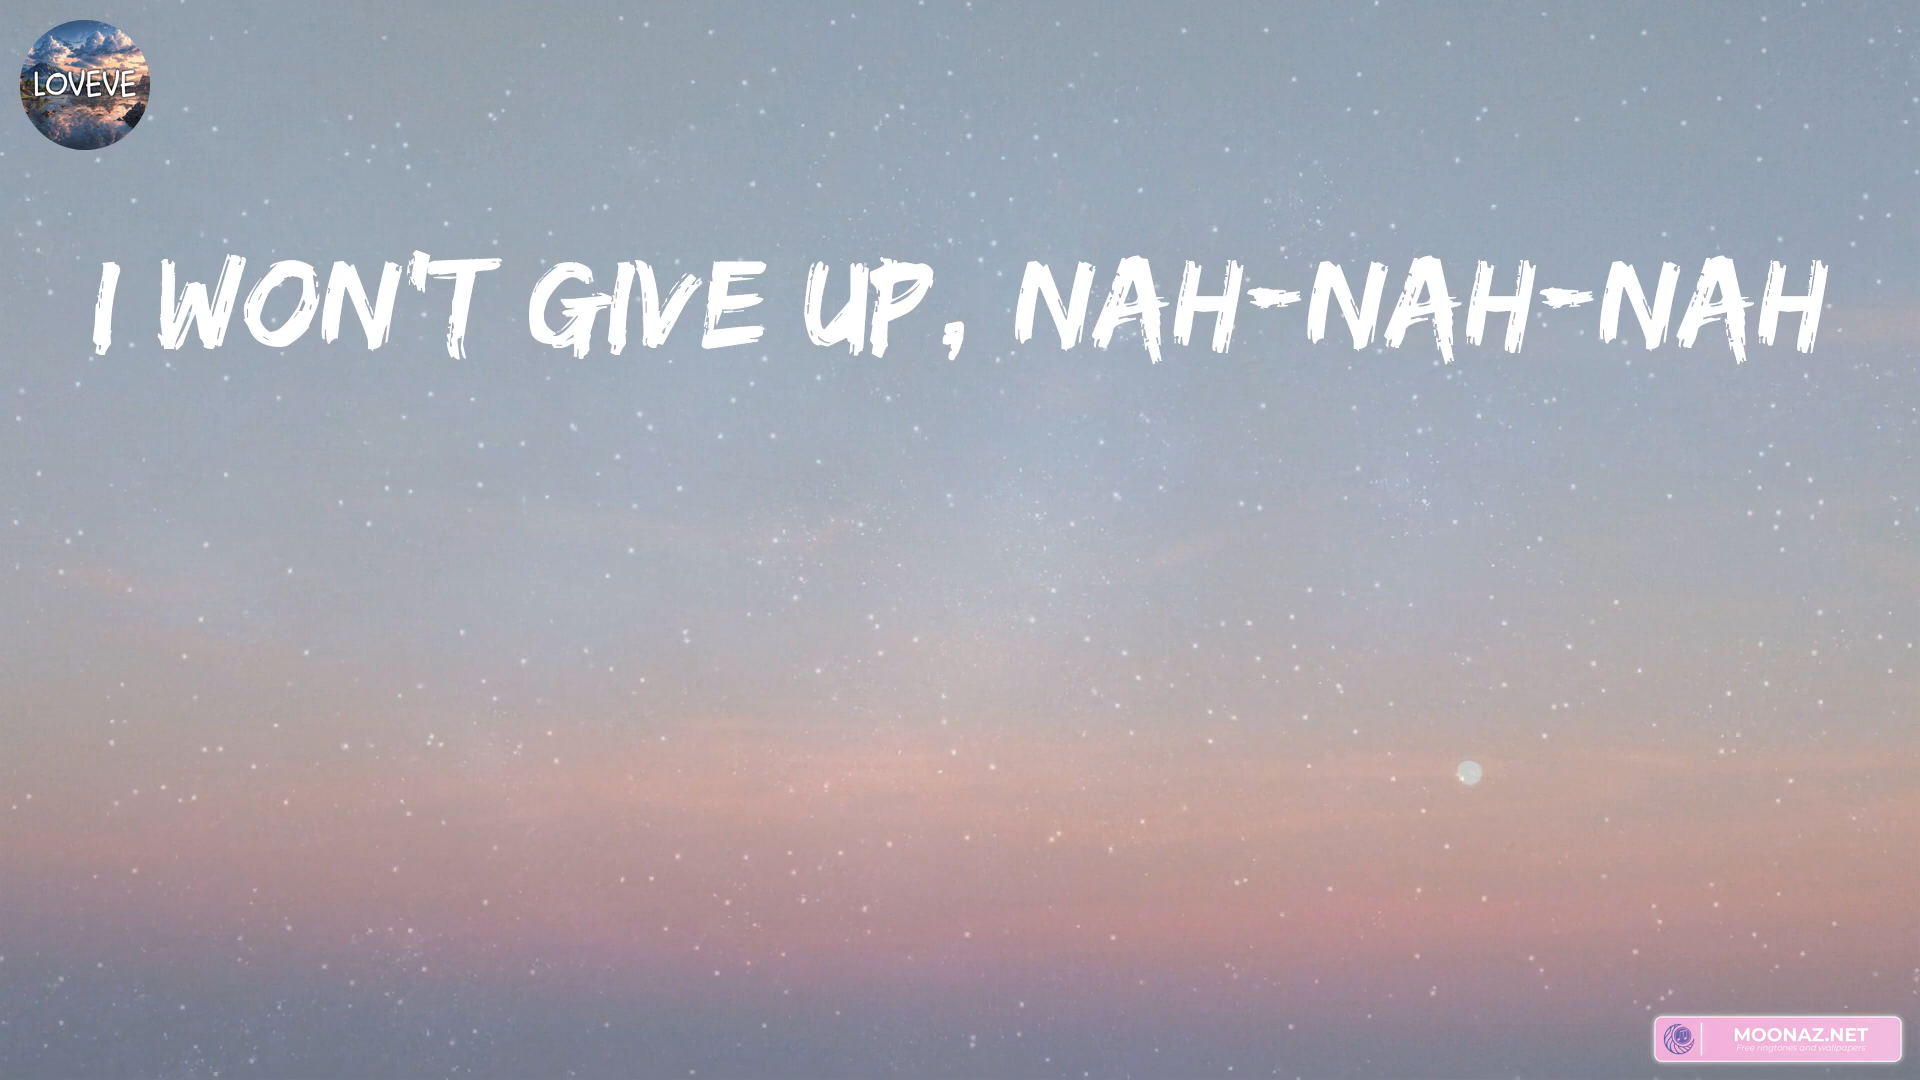 LOVEVE
I WON'T GIVE UP, NAH-NAH-NAH
MOONAZ.NET
Free ringtones and wallpapers